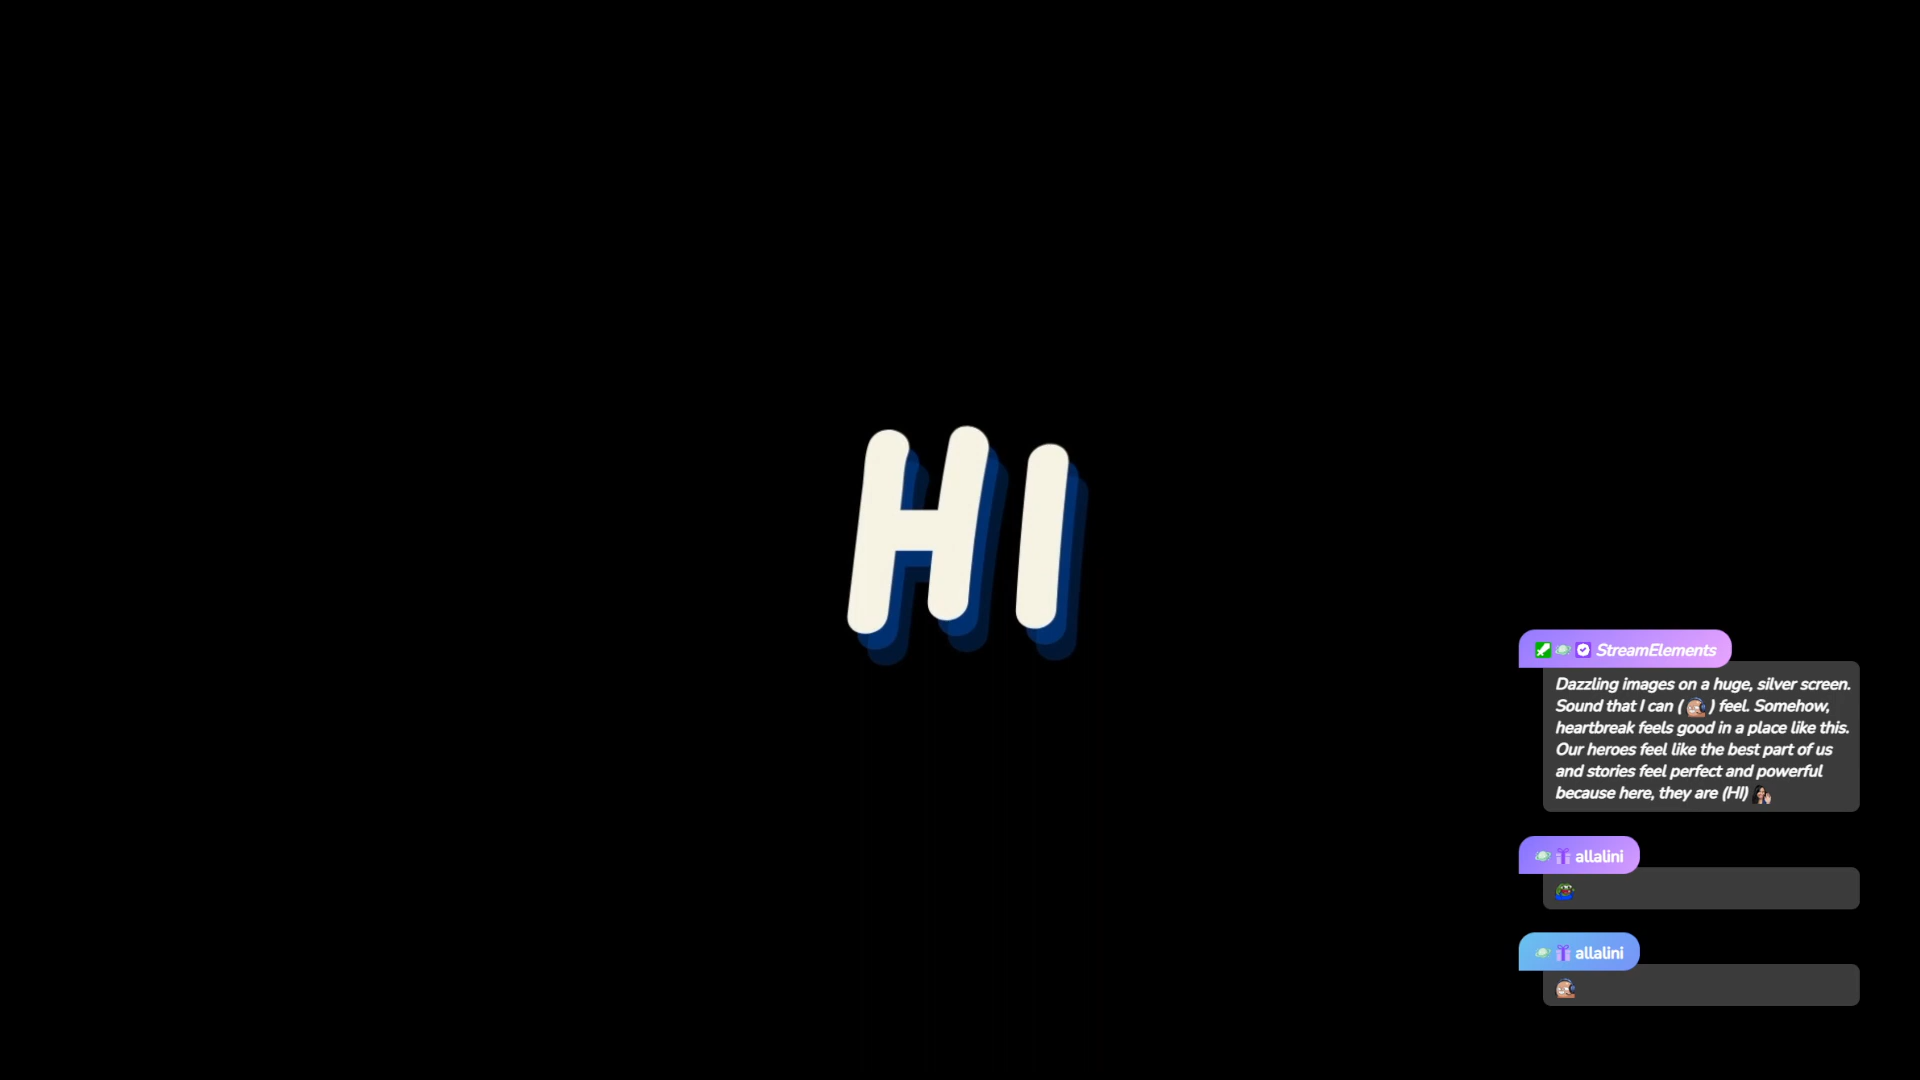 HI
StreamElements
Dazzling images on a huge, silver screen.
Sound that I can ( ) feel. Somehow,
heartbreak feels good in a place like this.
Our heroes feel like the best part of us
and stories feel perfect and powerful
because here, they are (HI)
allalini
allalini